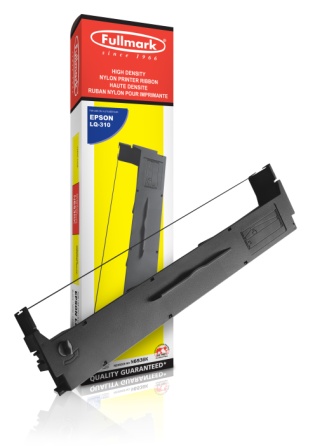 Fullmark
since 1966
HIGH DENSITY
NYLON PRINTER RIBBON
HAUTE DENSITE
RUBAN NYLON POUR IMPRIMANTE
EPSON
LQ-310
N693BK
QUALITY GUARANTEED*